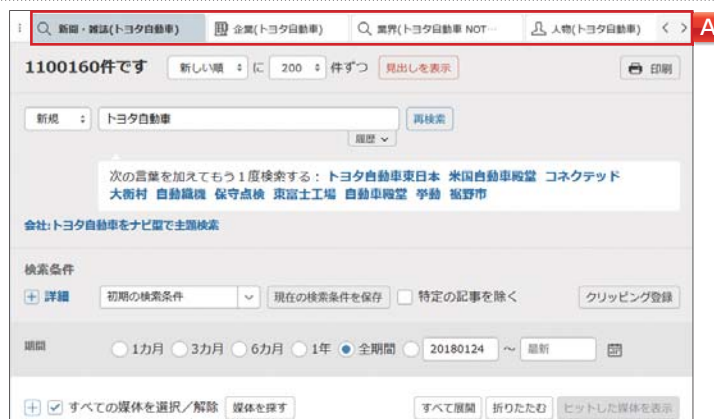 新聞・雑誌(トヨタ自動車) 企業(トヨタ自動車) 業界(トヨタ自動車 NOT… 人物(トヨタ自動車) A
1100160件です 新しい順 に 200 件ずつ 見出しを表示 印刷
新規 トヨタ自動車 再検索
履歴
次の言葉を加えてもう1度検索する： トヨタ自動車東日本 米国自動車殿堂 コネクテッド
大衡村 自動織機 保守点検 東富士工場 自動車殿堂 挙動 裾野市
会社:トヨタ自動車をナビ型で主題検索
検索条件
詳細 初期の検索条件 現在の検索条件を保存 特定の記事を除く クリッピング登録
期間 1カ月 3カ月 6カ月 1年 全期間 20180124 ～ 最新
すべての媒体を選択／解除 媒体を探す すべて展開 折りたたむ ヒットした媒体を表示